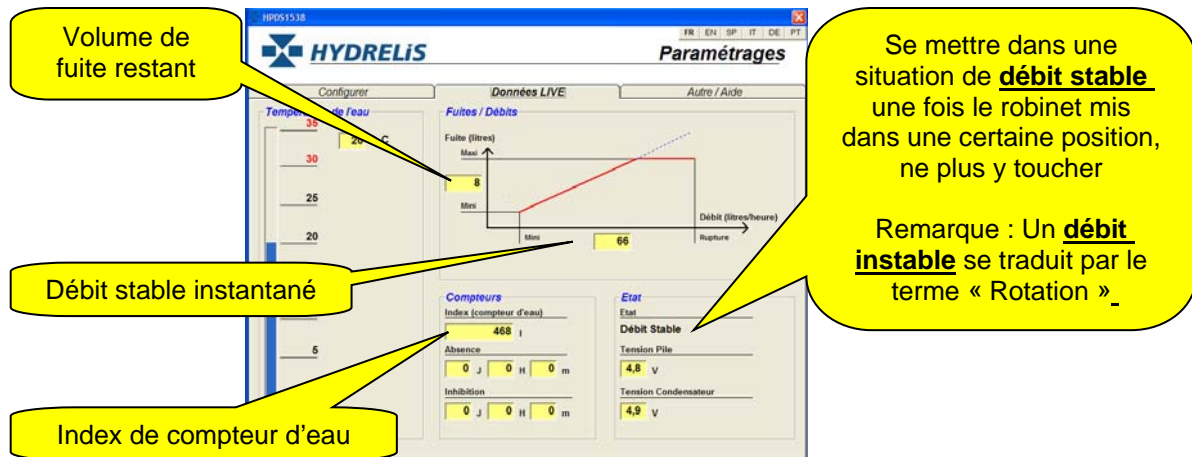 HPDS1538
FR EN SP IT DE PT
HYDRELiS
Paramétrages
Configurer
Données LIVE
Autre / Aide
Volume de
fuite restant
Débit stable instantané
Index de compteur d'eau
Température de l'eau
35
20 C
30
25
20
5
Fuites / Débits
Fuite (litres)
Maxi
8
Mini
Débit (litres/heure)
Mini
66
Rupture
Compteurs
Index (compteur d'eau)
468 l
Absence
0 J 0 H 0 m
Inhibition
0 J 0 H 0 m
Etat
Etat
Débit Stable
Tension Pile
4,8 V
Tension Condensateur
4,9 V
Se mettre dans une
situation de débit stable
une fois le robinet mis
dans une certaine position,
ne plus y toucher
Remarque : Un débit
instable se traduit par le
terme « Rotation »